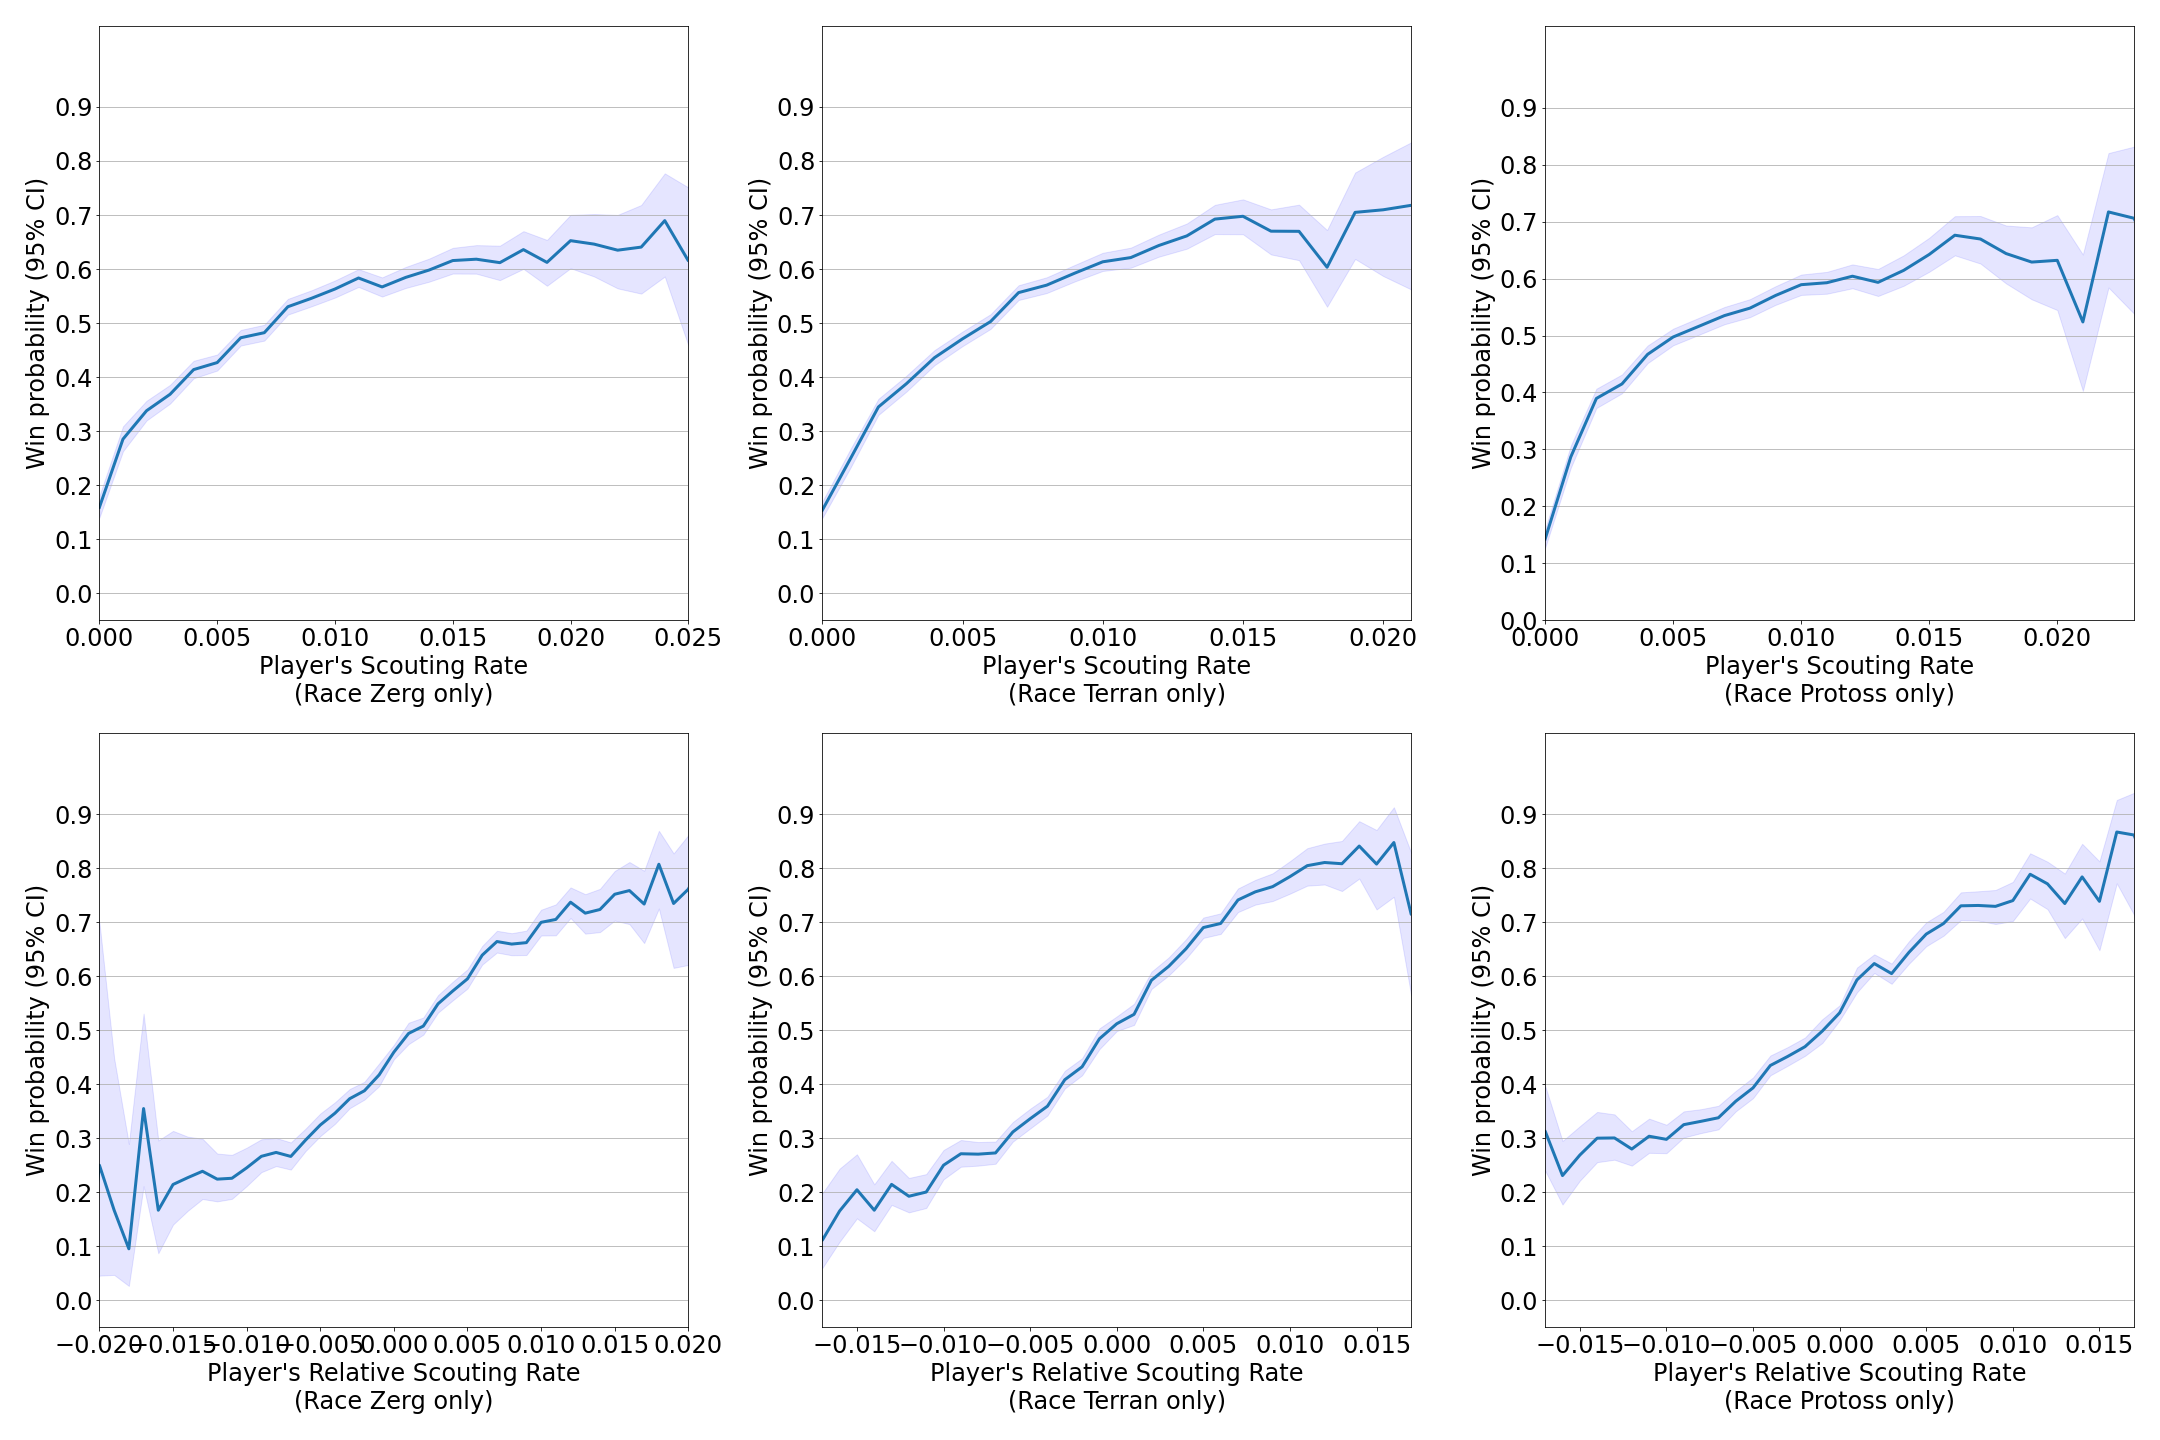 Win probability (95% CI)
0.9
0.8
0.7
0.6
0.5
0.4
0.3
0.2
0.1
0.0
0.000 0.005 0.010 0.015 0.020 0.025
Player's Scouting Rate
(Race Zerg only)
Win probability (95% CI)
0.9
0.8
0.7
0.6
0.5
0.4
0.3
0.2
0.1
0.0
0.000 0.005 0.010 0.015 0.020
Player's Scouting Rate
(Race Terran only)
Win probability (95% CI)
0.9
0.8
0.7
0.6
0.5
0.4
0.3
0.2
0.1
0.0
0.000 0.005 0.010 0.015 0.020
Player's Scouting Rate
(Race Protoss only)
Win probability (95% CI)
0.9
0.8
0.7
0.6
0.5
0.4
0.3
0.2
0.1
0.0
−0.020 −0.015 −0.010 −0.005 0.000 0.005 0.010 0.015 0.020
Player's Relative Scouting Rate
(Race Zerg only)
Win probability (95% CI)
0.9
0.8
0.7
0.6
0.5
0.4
0.3
0.2
0.1
0.0
−0.015 −0.010 −0.005 0.000 0.005 0.010 0.015
Player's Relative Scouting Rate
(Race Terran only)
Win probability (95% CI)
0.9
0.8
0.7
0.6
0.5
0.4
0.3
0.2
0.1
0.0
−0.015 −0.010 −0.005 0.000 0.005 0.010 0.015
Player's Relative Scouting Rate
(Race Protoss only)